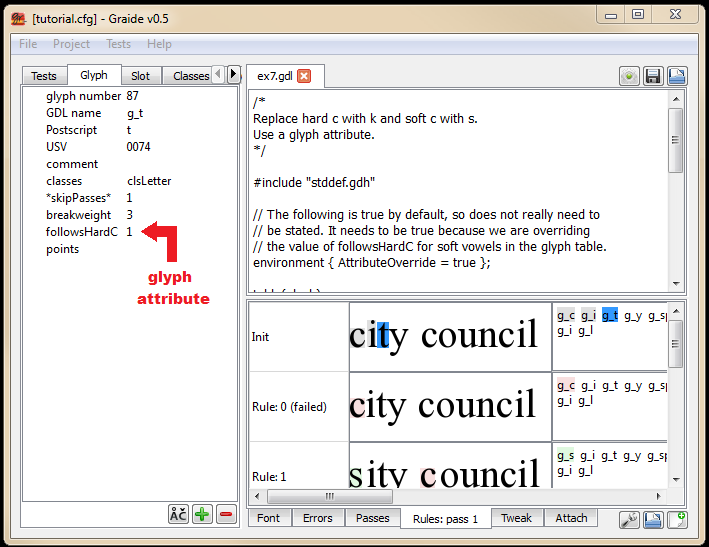 [tutorial.cfg] - Graide v0.5
File Project Tests Help
Tests Glyph Slot Classes
glyph number 87
GDL name g_t
Postscript t
USV 0074
comment
classes clsLetter
*skipPasses* 1
breakweight 3
followsHardC 1
points
glyph
attribute
ÅČ
ex7.gdl
/*
Replace hard c with k and soft c with s.
Use a glyph attribute.
*/
#include "stddef.gdh"
// The following is true by default, so does not really need to
// be stated. It needs to be true because we are overriding
// the value of followsHardC for soft vowels in the glyph table.
environment { AttributeOverride = true };
Init
city council
g_c g_i g_t g_y g_sp
g_i g_l
Rule: 0 (failed)
city council
g_c g_i g_t g_y g_sp
g_i g_l
Rule: 1
sity council
g_s g_i g_t g_y g_sp
g_i g_l
Font Errors Passes Rules: pass 1 Tweak Attach